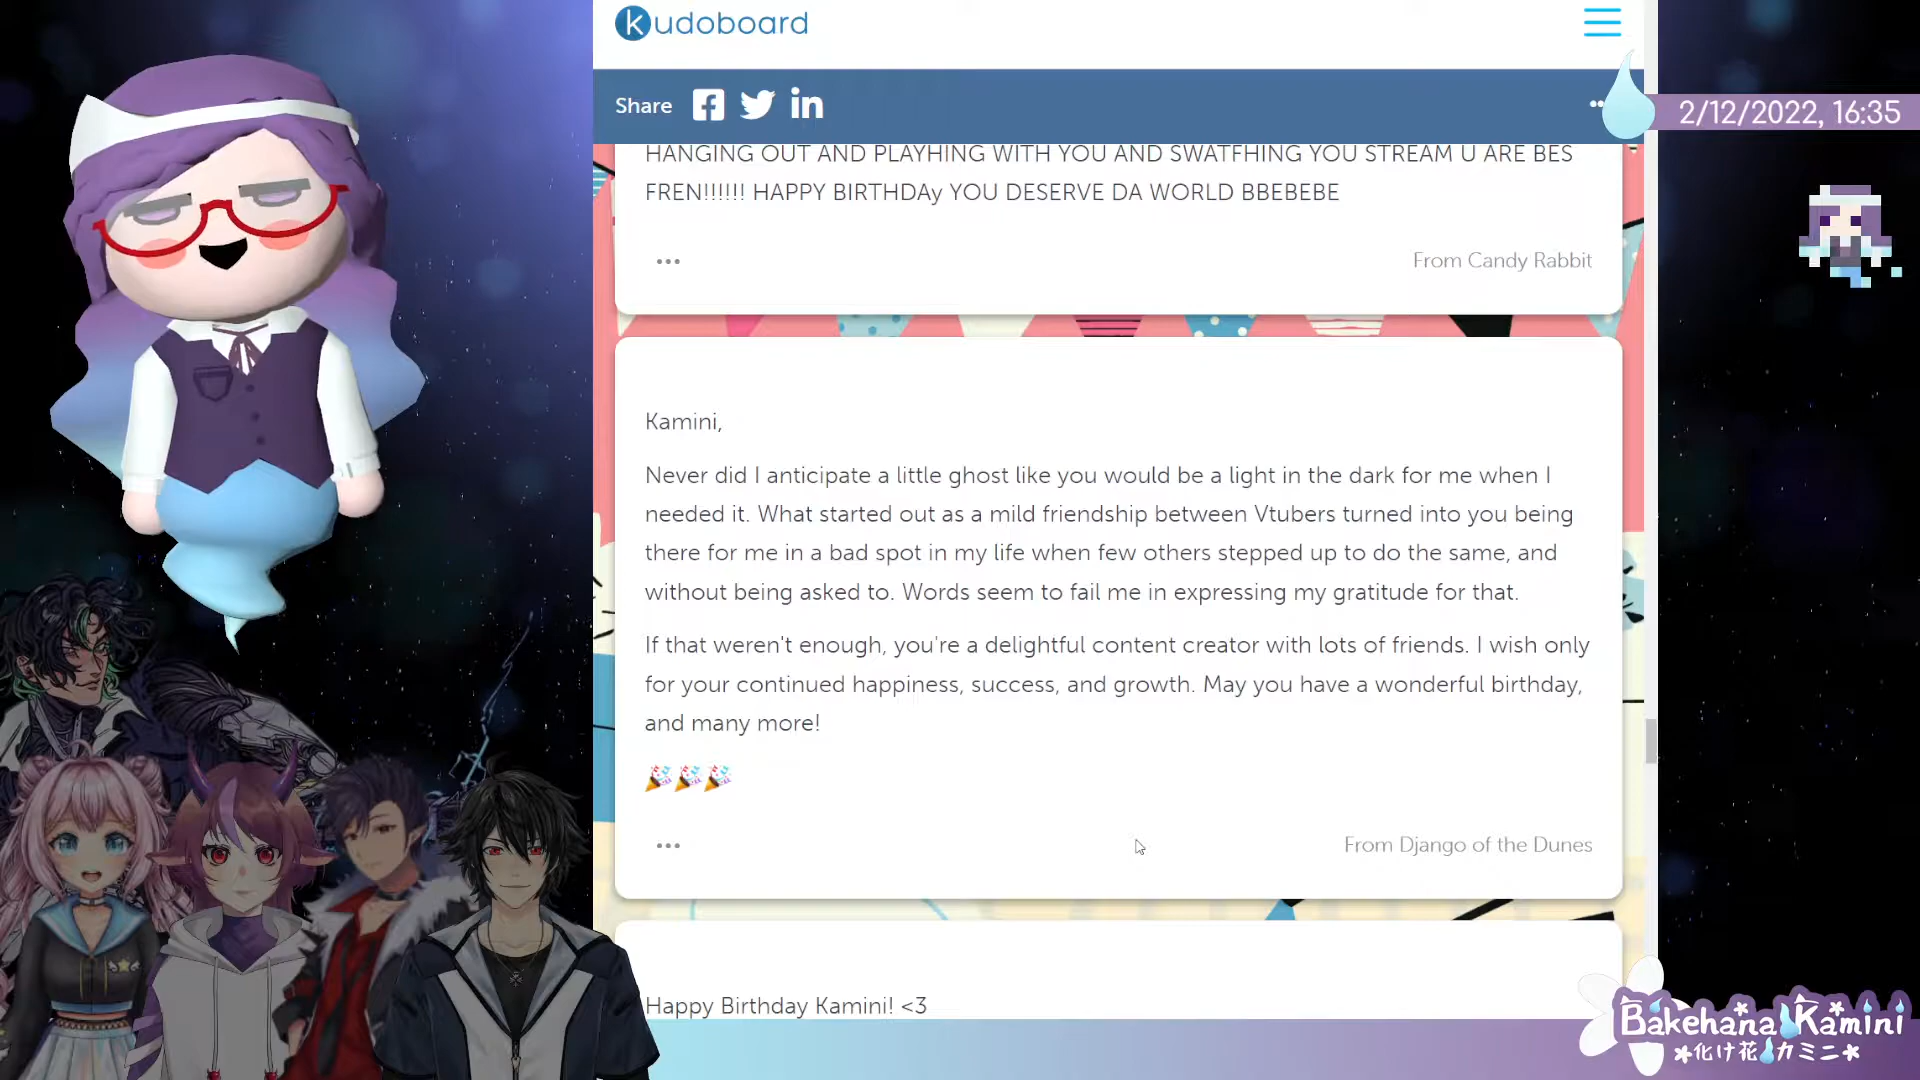 kudoboard
Share
2/12/2022, 16:35
HANGING OUT AND PLAYHING WITH YOU AND SWATFHING YOU STREAM U ARE BES
FREN!!!!!! HAPPY BIRTHDAy YOU DESERVE DA WORLD BBEBEBE
From Candy Rabbit
Kamini,
Never did I anticipate a little ghost like you would be a light in the dark for me when I
needed it. What started out as a mild friendship between Vtubers turned into you being
there for me in a bad spot in my life when few others stepped up to do the same, and
without being asked to. Words seem to fail me in expressing my gratitude for that.
If that weren't enough, you're a delightful content creator with lots of friends. I wish only
for your continued happiness, success, and growth. May you have a wonderful birthday,
and many more!
🎉🎉🎉
From Django of the Dunes
Happy Birthday Kamini! <3
Bakehana Kamini
化け花カミニ